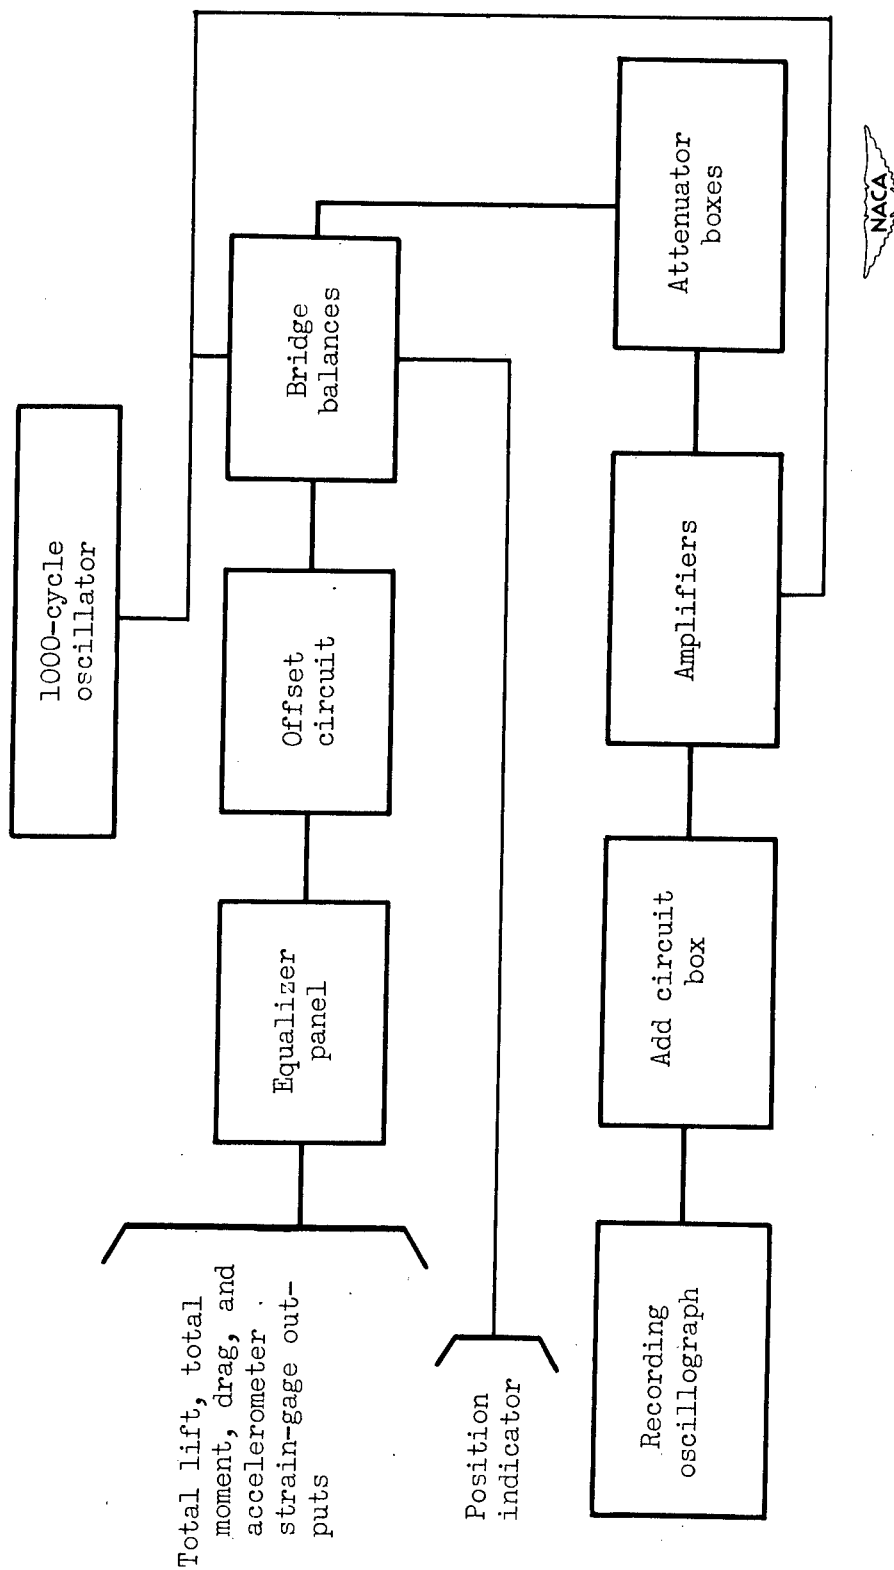 1000-cycle
oscillator
Total lift, total
moment, drag, and
accelerometer
strain-gage out-
puts
Equalizer
panel
Offset
circuit
Bridge
balances
Position
indicator
Recording
oscillograph
Add circuit
box
Amplifiers
Attenuator
boxes
NACA